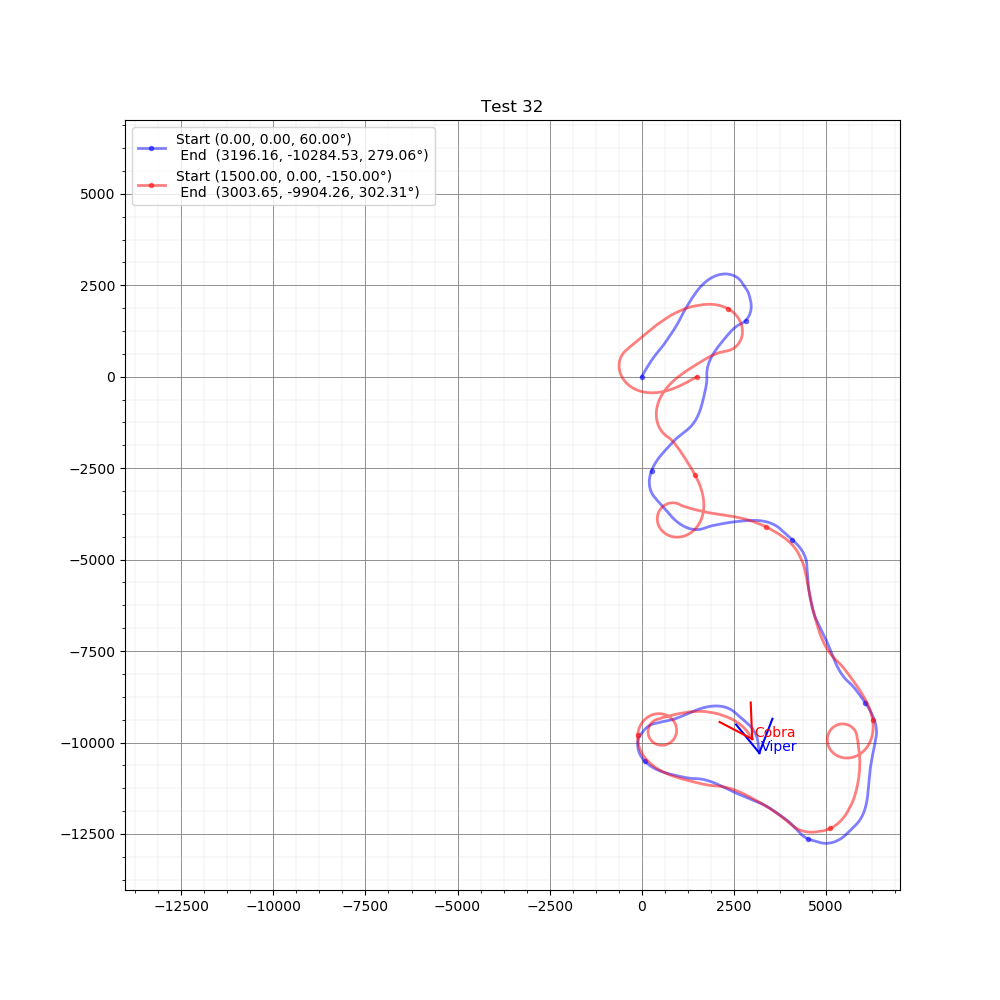 Test 32
Start (0.00, 0.00, 60.00°)
End (3196.16, -10284.53, 279.06°)
Start (1500.00, 0.00, -150.00°)
End (3003.65, -9904.26, 302.31°)
5000
2500
0
−2500
−5000
−7500
Cobra
Viper
−10000
−12500
−12500 −10000 −7500 −5000 −2500 0 2500 5000